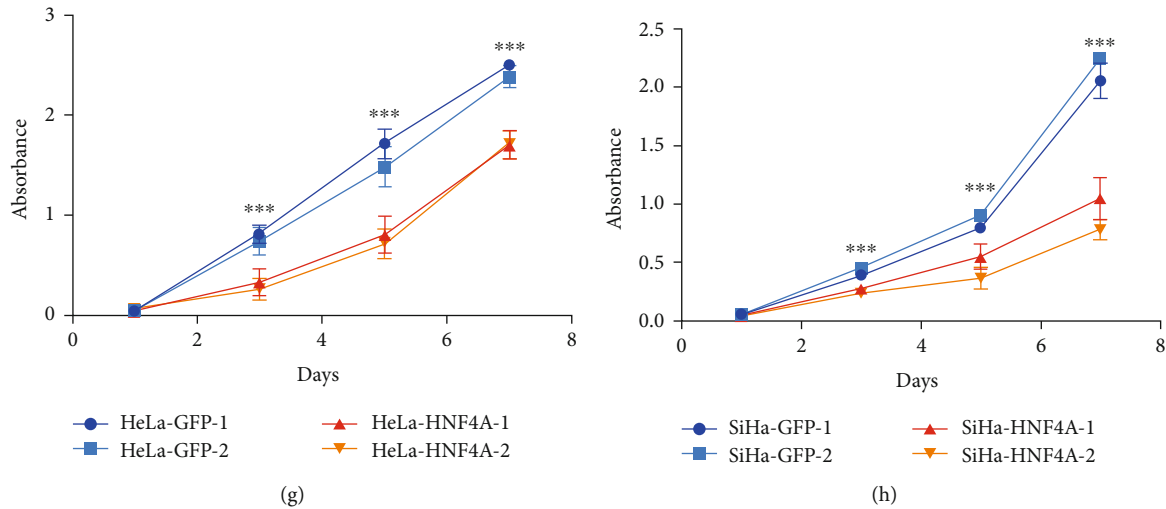 3
2
1
0
Absorbance
***
***
***
0
2
4
6
8
Days
HeLa-GFP-1
HeLa-HNF4A-1
HeLa-GFP-2
HeLa-HNF4A-2
(g)
2.5
2.0
1.5
1.0
0.5
0.0
Absorbance
***
***
***
0
2
4
6
8
Days
SiHa-GFP-1
SiHa-HNF4A-1
SiHa-GFP-2
SiHa-HNF4A-2
(h)